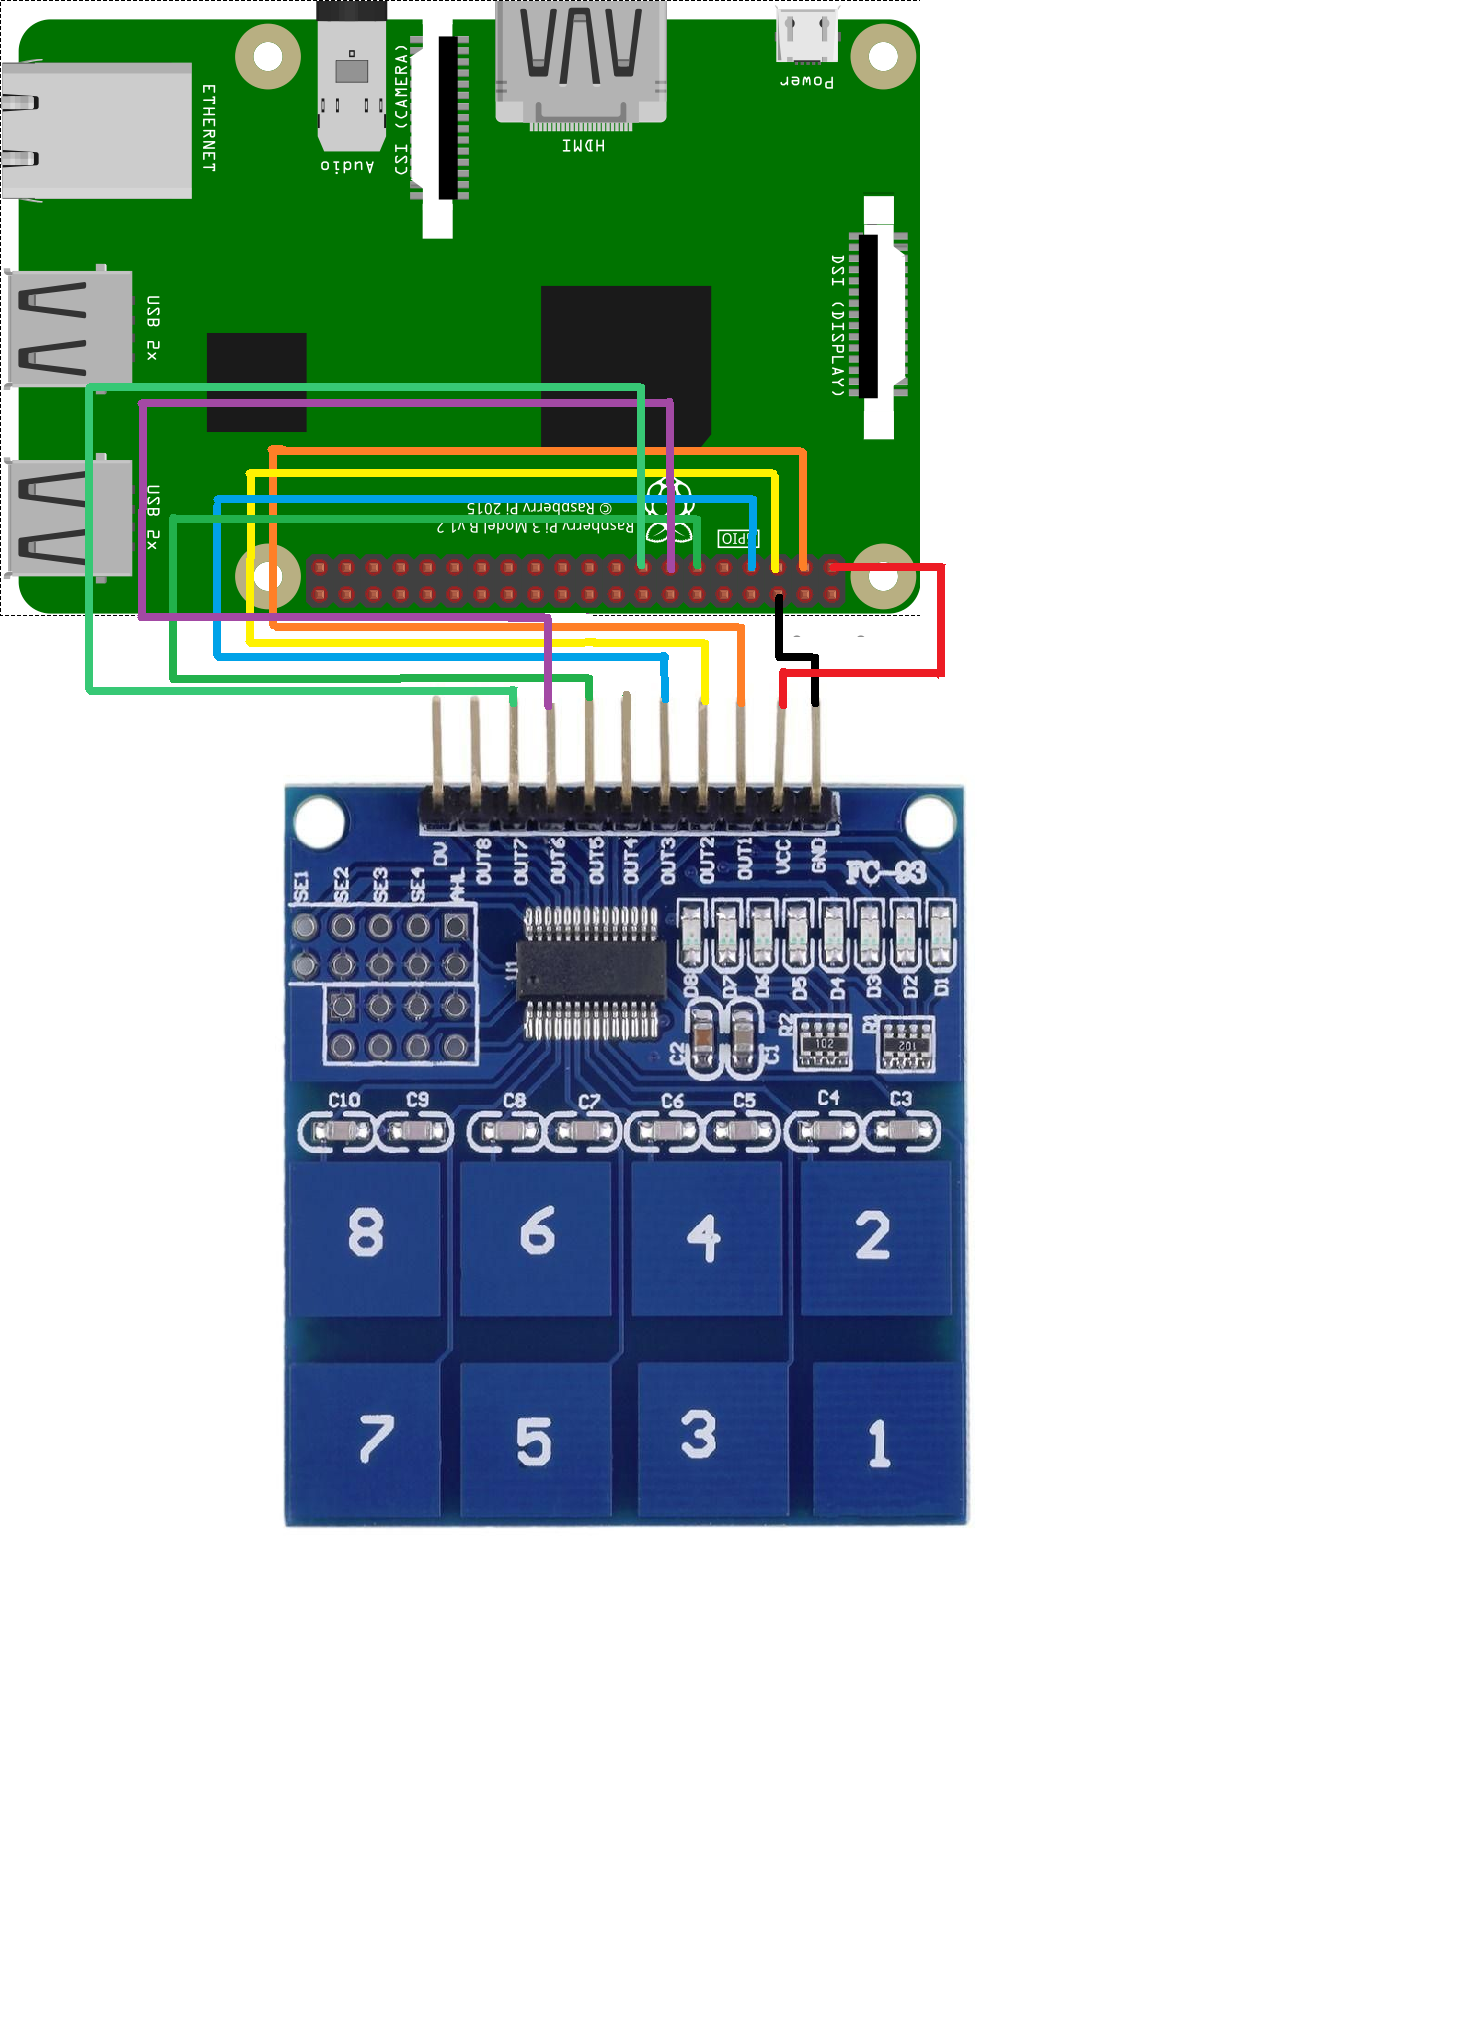 Power
ETHERNET
Audio
CSI (CAMERA)
HDMI
DSI (DISPLAY)
USB 2x
USB 2x
© Raspberry Pi 2015
Raspberry Pi 3 Model B v1.2
GPIO
DV
OUT8
OUT7
OUT6
OUT5
OUT4
OUT3
OUT2
OUT1
VCC
GND
SE1
SE2
SE3
SE4
AHL
FC-93
U1
D8
D7
D6
D5
D4
D3
D2
D1
C2
C1
R2
102
R1
102
C10
C9
C8
C7
C6
C5
C4
C3
8
6
4
2
7
5
3
1